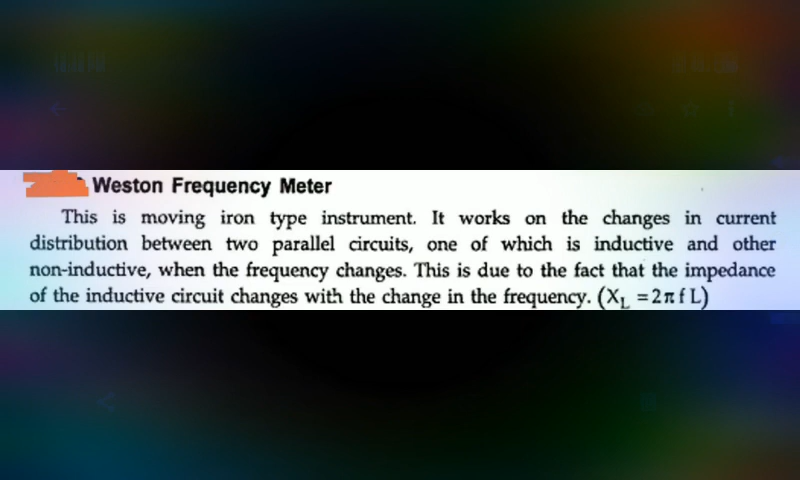 Weston Frequency Meter
This is moving iron type instrument. It works on the changes in current
distribution between two parallel circuits, one of which is inductive and other
non-inductive, when the frequency changes. This is due to the fact that the impedance
of the inductive circuit changes with the change in the frequency. (X_L = 2π f L)